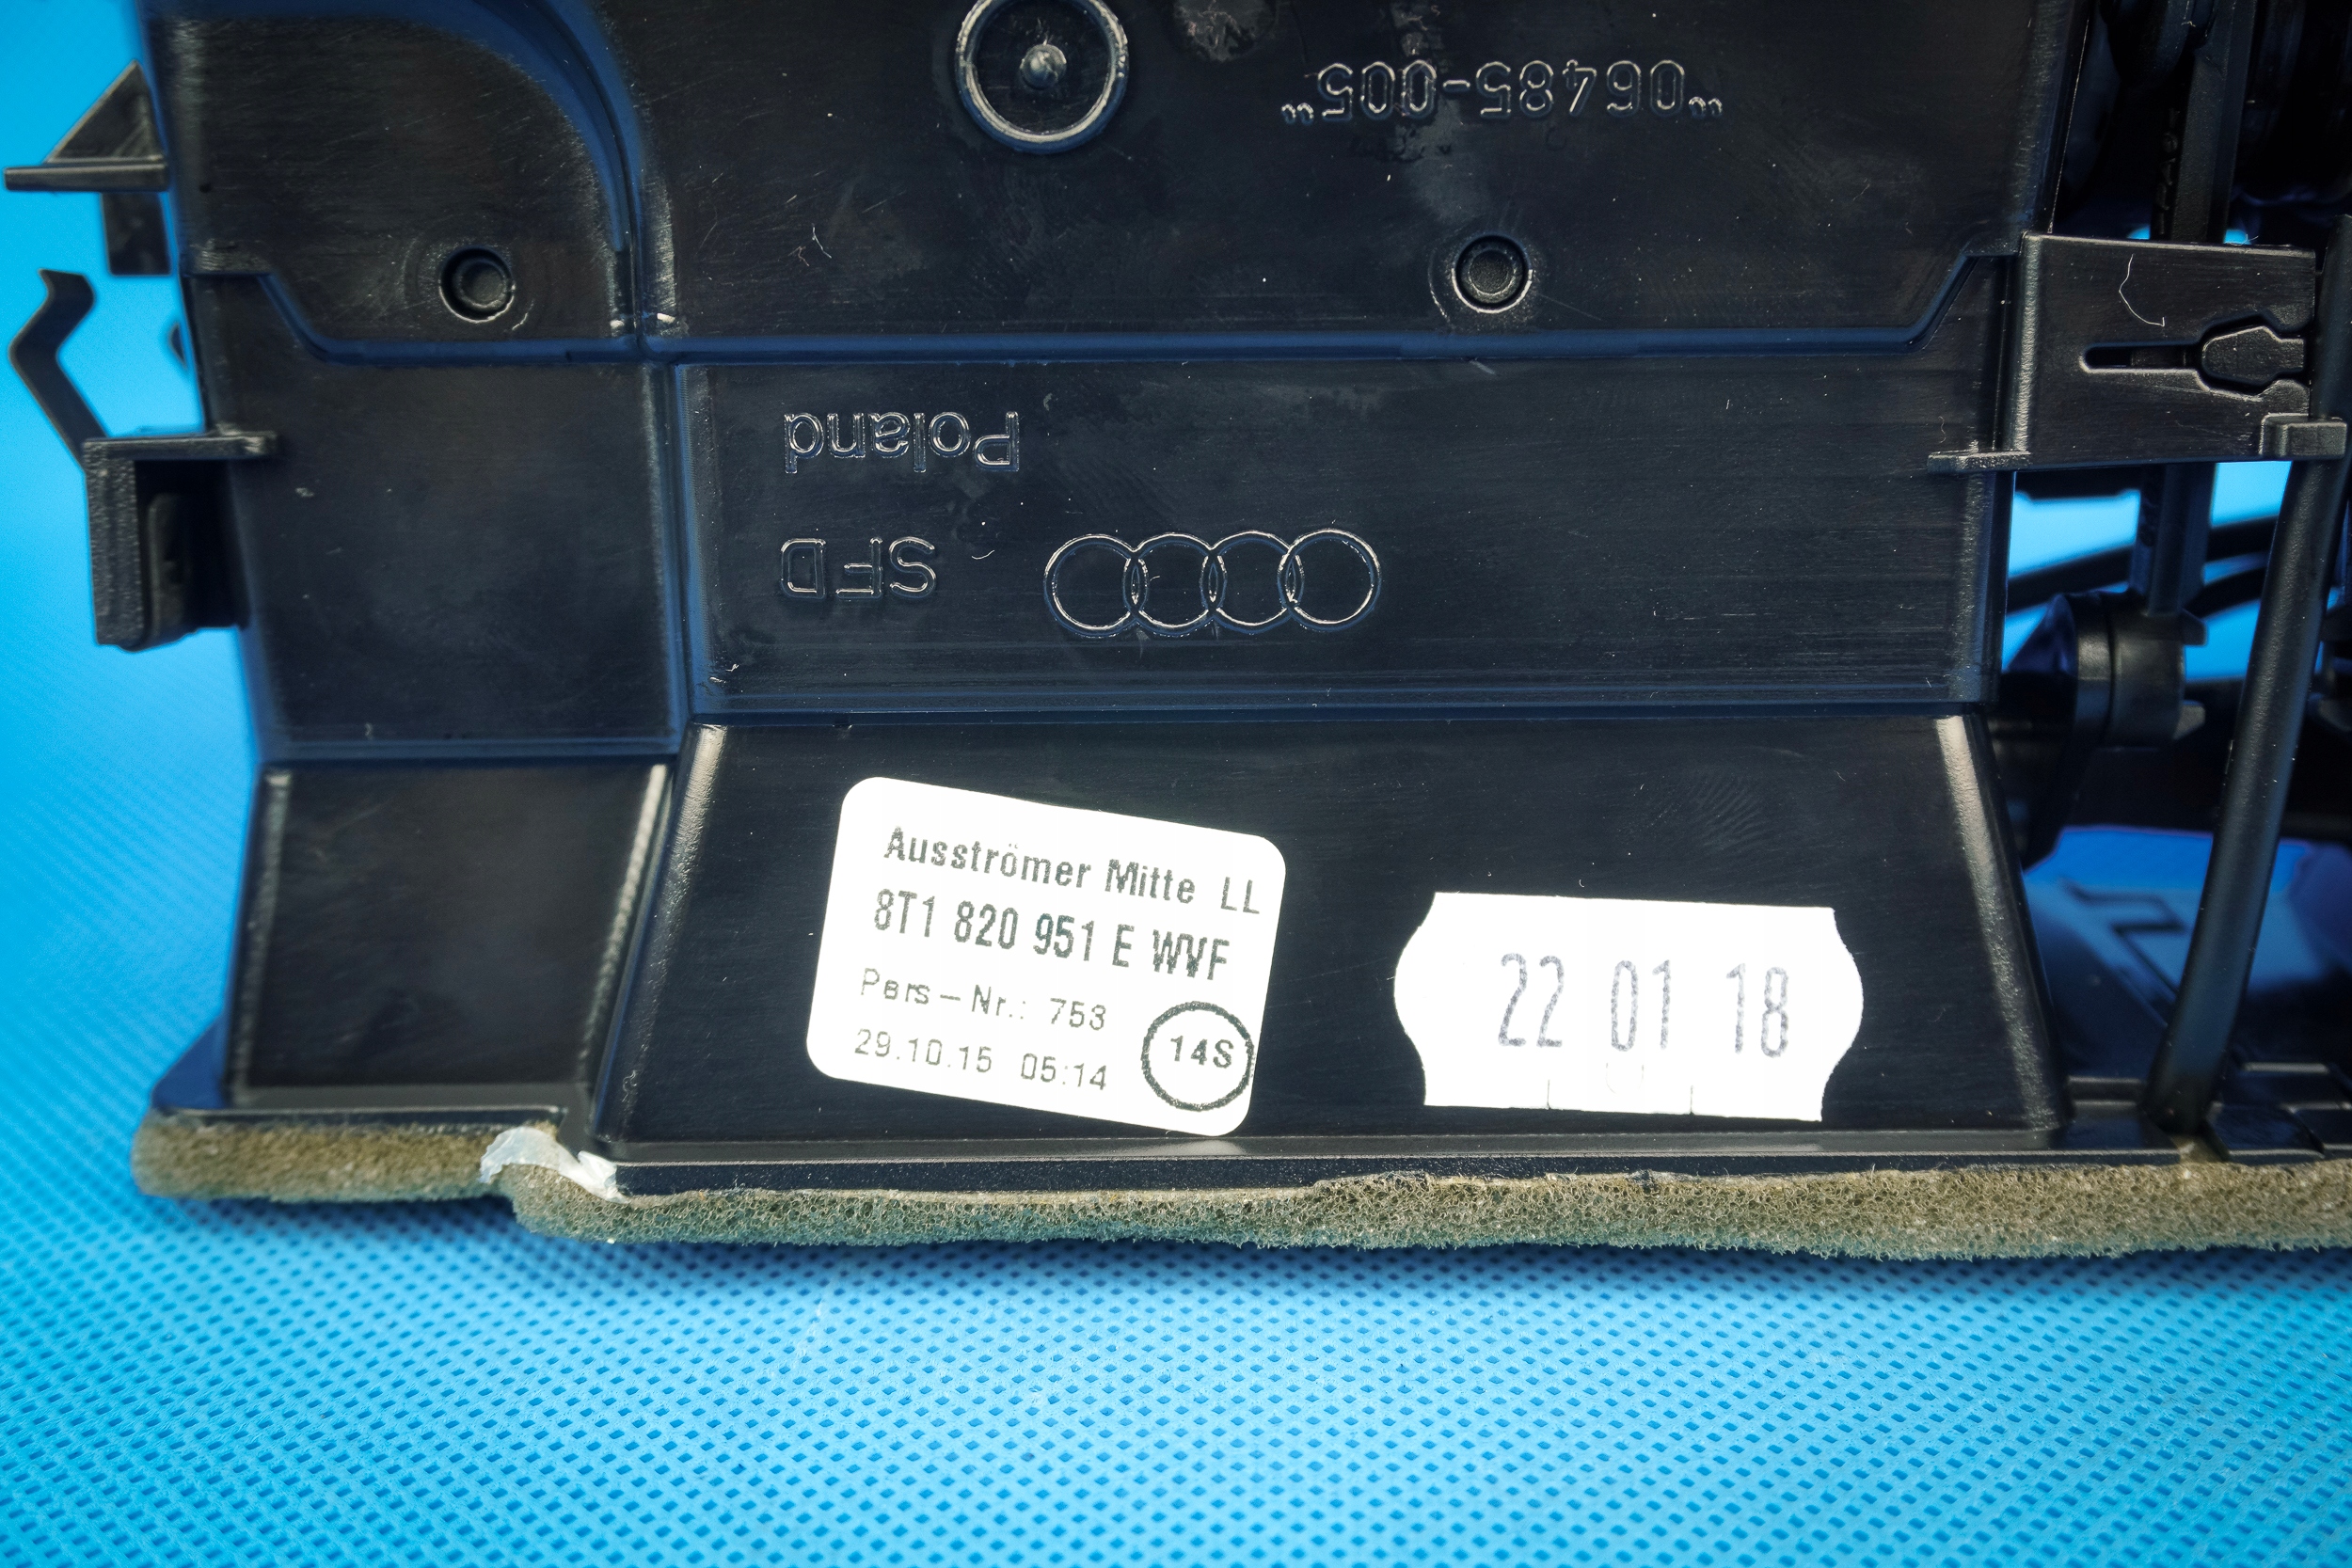 "06485-005"
Poland
SFD
Ausströmer Mitte LL
8T1 820 951 E WVF
Pers-Nr.: 753
29.10.15 05:14
14S
22 01 18